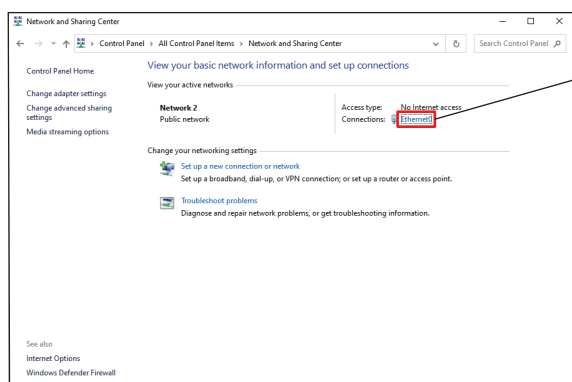 Network and Sharing Center
Control Panel > All Control Panel Items > Network and Sharing Center
Search Control Panel
Control Panel Home
View your basic network information and set up connections
Change adapter settings
View your active networks
Change advanced sharing
settings
Network 2
Access type: No Internet access
Public network
Connections: Ethernet0
Media streaming options
Change your networking settings
Set up a new connection or network
Set up a broadband, dial-up, or VPN connection; or set up a router or access point.
Troubleshoot problems
Diagnose and repair network problems, or get troubleshooting information.
See also
Internet Options
Windows Defender Firewall